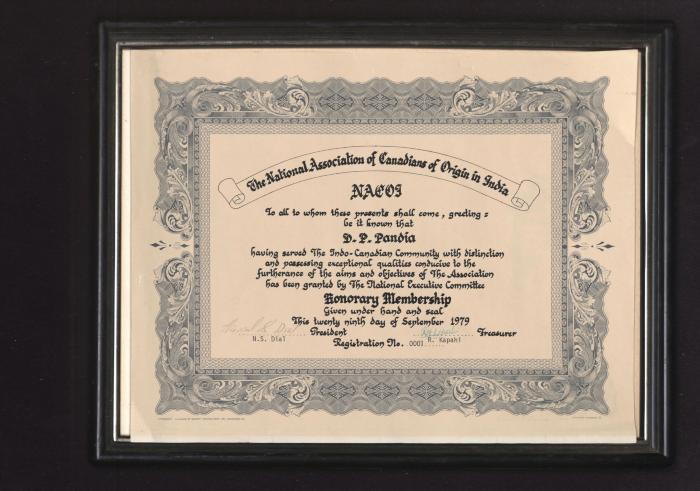 The National Association of Canadians of Origin in India
NACOI
To all to whom these presents shall come, greeting:
be it known that
D. P. Pandia
having served The Indo-Canadian Community with distinction
and possessing exceptional qualities conducive to the
furtherance of the aims and objectives of The Association
has been granted by The National Executive Committee
Honorary Membership
Given under hand and seal
This twenty ninth day of September 1979
President Treasurer
N.S. Dial R. Kapahi
Registration No. 0001